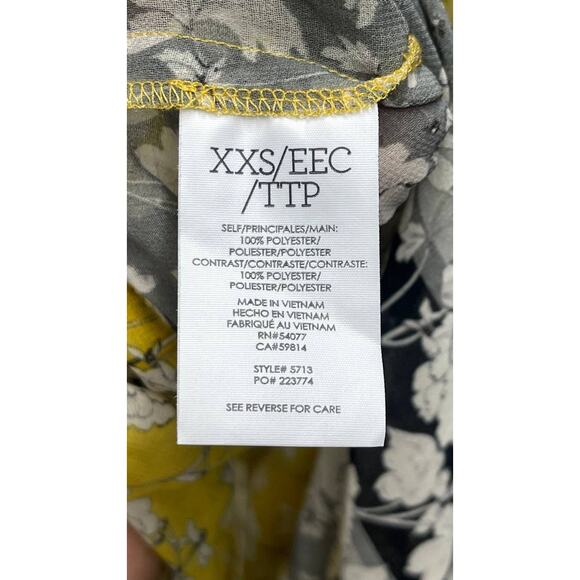 XXS/EEC
/TTP
SELF/PRINCIPALES/MAIN:
100% POLYESTER/
POLIESTER/POLYESTER
CONTRAST/CONTRASTE/CONTRASTE:
100% POLYESTER/
POLIESTER/POLYESTER
MADE IN VIETNAM
HECHO EN VIETNAM
FABRIQUÉ AU VIETNAM
RN#54077
CA#59814
STYLE# 5713
PO# 223774
SEE REVERSE FOR CARE